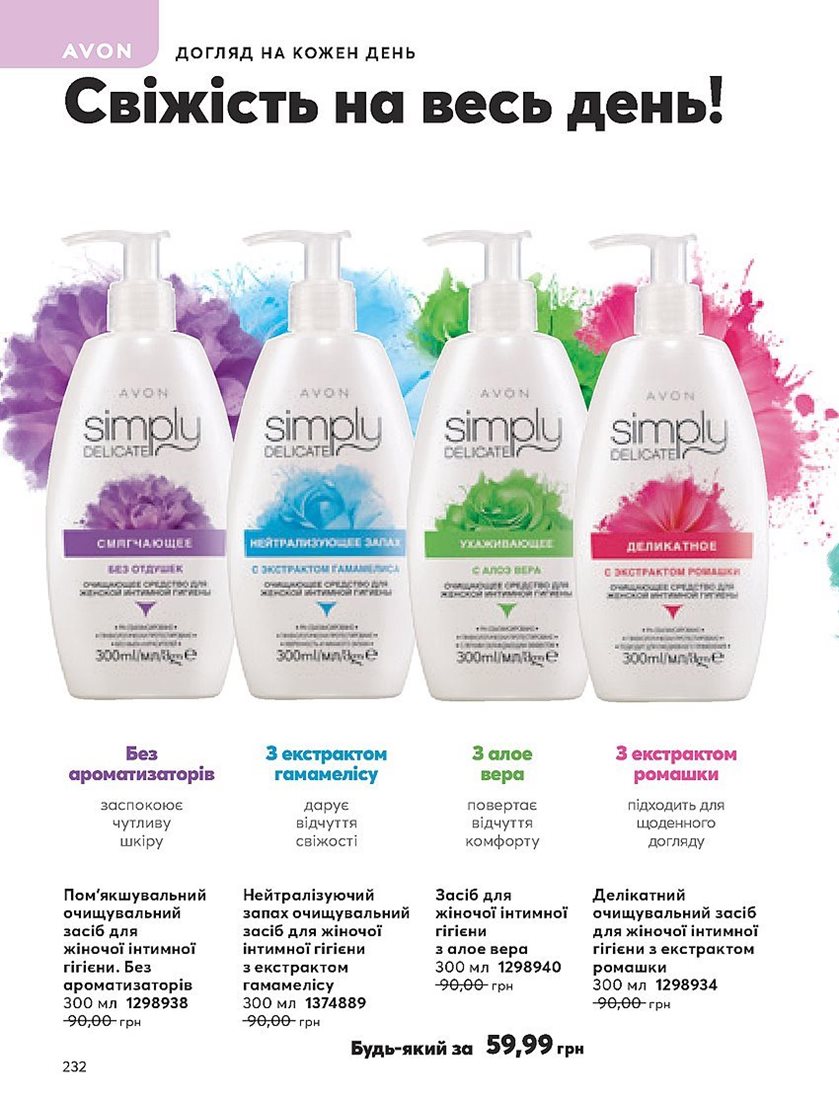 AVON
ДОГЛЯД НА КОЖЕН ДЕНЬ
Свіжість на весь день!
AVON
simply
DELICATE
СМЯГЧАЮЩЕЕ
БЕЗ ОТДУШЕК
ОЧИЩАЮЩЕЕ СРЕДСТВО ДЛЯ
ЖЕНСКОЙ ИНТИМНОЙ ГИГИЕНЫ
300ml/мл/
AVON
simply
DELICATE
НЕЙТРАЛИЗУЮЩЕЕ ЗАПАХ
С ЭКСТРАКТОМ ГАМАМЕЛИСА
ОЧИЩАЮЩЕЕ СРЕДСТВО ДЛЯ
ЖЕНСКОЙ ИНТИМНОЙ ГИГИЕНЫ
300ml/мл/
AVON
simply
DELICATE
УХАЖИВАЮЩЕЕ
С АЛОЭ ВЕРА
ОЧИЩАЮЩЕЕ СРЕДСТВО ДЛЯ
ЖЕНСКОЙ ИНТИМНОЙ ГИГИЕНЫ
300ml/мл/
AVON
simply
DELICATE
ДЕЛИКАТНОЕ
С ЭКСТРАКТОМ РОМАШКИ
ОЧИЩАЮЩЕЕ СРЕДСТВО ДЛЯ
ЖЕНСКОЙ ИНТИМНОЙ ГИГИЕНЫ
300ml/мл/
Без
ароматизаторів
заспокоює
чутливу
шкіру
З екстрактом
гамамелісу
дарує
відчуття
свіжості
З алое
вера
повертає
відчуття
комфорту
З екстрактом
ромашки
підходить для
щоденного
догляду
Пом'якшувальний
очищувальний
засіб для
жіночої інтимної
гігієни. Без
ароматизаторів
300 мл 1298938
90,00 грн
Нейтралізуючий
запах очищувальний
засіб для жіночої
інтимної гігієни
з екстрактом
гамамелісу
300 мл 1374889
90,00 грн
Засіб для
жіночої інтимної
гігієни
з алое вера
300 мл 1298940
90,00 грн
Делікатний
очищувальний засіб
для жіночої інтимної
гігієни з екстрактом
ромашки
300 мл 1298934
90,00 грн
Будь-який за 59,99 грн
232